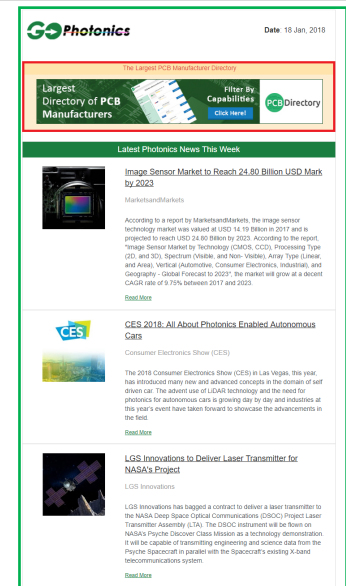 GO Photonics
Date: 18 Jan, 2018
The Largest PCB Manufacturer Directory
Largest
Directory of PCB
Manufacturers
Filter By
Capabilities
Click Here!
PCB Directory
Latest Photonics News This Week
Image Sensor Market to Reach 24.80 Billion USD Mark
by 2023
MarketsandMarkets
According to a report by MarketsandMarkets, the image sensor
technology market was valued at USD 14.19 Billion in 2017 and is
projected to reach USD 24.80 Billion by 2023. According to the report,
"Image Sensor Market by Technology (CMOS, CCD), Processing Type
(2D, and 3D), Spectrum (Visible, and Non- Visible), Array Type (Linear,
and Area), Vertical (Automotive, Consumer Electronics, Industrial), and
Geography - Global Forecast to 2023", the market will grow at a decent
CAGR rate of 9.75% between 2017 and 2023.
Read More
CES
CES 2018: All About Photonics Enabled Autonomous
Cars
Consumer Electronics Show (CES)
The 2018 Consumer Electronics Show (CES) in Las Vegas, this year,
has introduced many new and advanced concepts in the domain of self
driven car. The advent use of LiDAR technology and the need for
photonics for autonomous cars is growing day by day and industries at
this year's event have taken forward to showcase the advancements in
the field.
Read More
LGS Innovations to Deliver Laser Transmitter for
NASA's Project
LGS Innovations
LGS Innovations has bagged a contract to deliver a laser transmitter to
the NASA Deep Space Optical Communications (DSOC) Project Laser
Transmitter Assembly (LTA). The DSOC instrument will be flown on
NASA's Psyche Discover Class Mission as a technology demonstration.
It will be capable of transmitting engineering and science data from the
Psyche Spacecraft in parallel with the Spacecraft's existing X-band
telecommunications system.
Read More